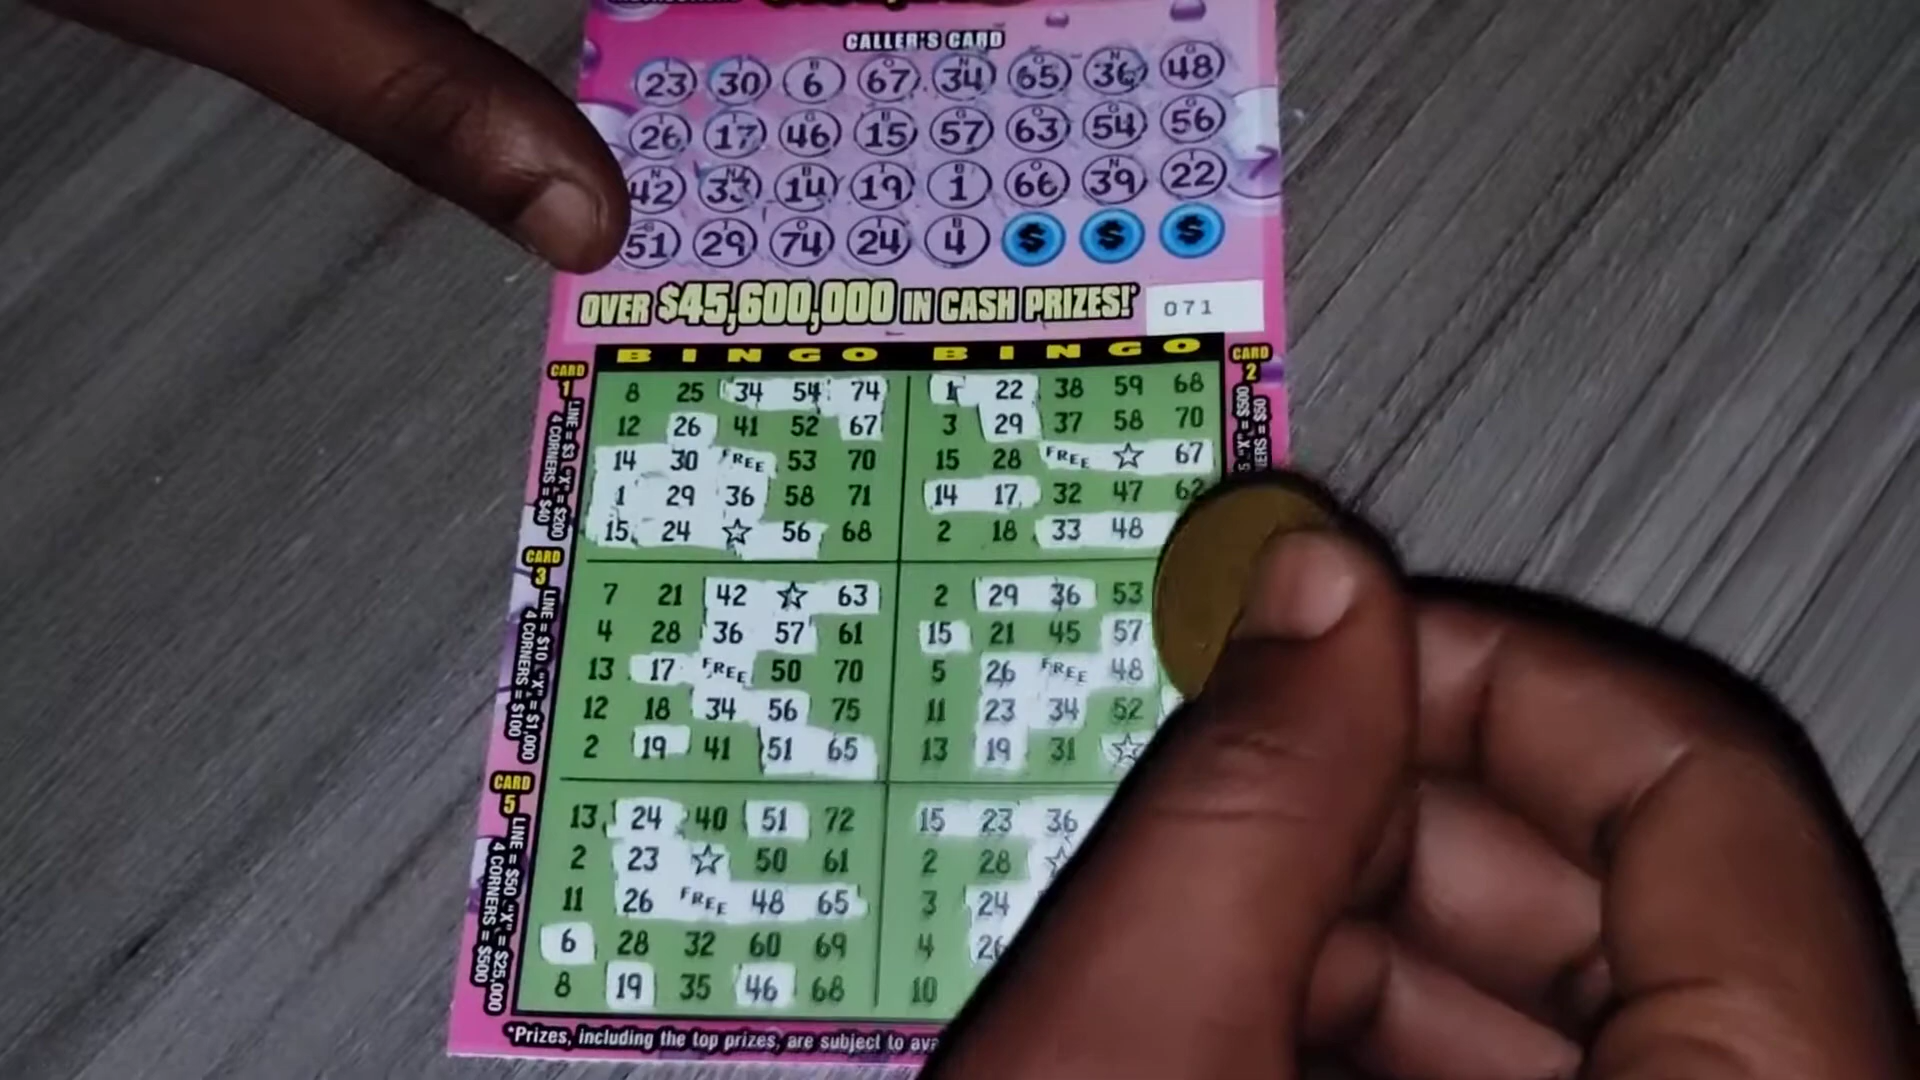 CALLER'S CARD
I I B O N O N G
23 30 6 67 34 65 36 48
I I G B G O G G
26 17 46 15 57 63 54 56
N N B I B O N I
42 33 14 19 1 66 39 22
G I O I B
51 29 74 24 4 $ $ $
OVER $45,600,000 IN CASH PRIZES!*
071
B I N G O B I N G O
CARD 1
LINE = $3 "X" = $200
4 CORNERS = $40
8 25 34 54 74
12 26 41 52 67
14 30 FREE 53 70
1 29 36 58 71
15 24 ☆ 56 68
CARD 2
"X" = $500
= $50
1 22 38 59 68
3 29 37 58 70
15 28 FREE ☆ 67
14 17 32 47 62
2 18 33 48
CARD 3
LINE = $10 "X" = $1,000
4 CORNERS = $100
7 21 42 ☆ 63
4 28 36 57 61
13 17 FREE 50 70
12 18 34 56 75
2 19 41 51 65
2 29 36 53
15 21 45 57
5 26 FREE 48
11 23 34 52
13 19 31 ☆
CARD 5
LINE = $50 "X" = $25,000
4 CORNERS = $500
13 24 40 51 72
2 23 ☆ 50 61
11 26 FREE 48 65
6 28 32 60 69
8 19 35 46 68
15 23 36
2 28 ☆
3 24
4 26
10
*Prizes, including the top prizes, are subject to